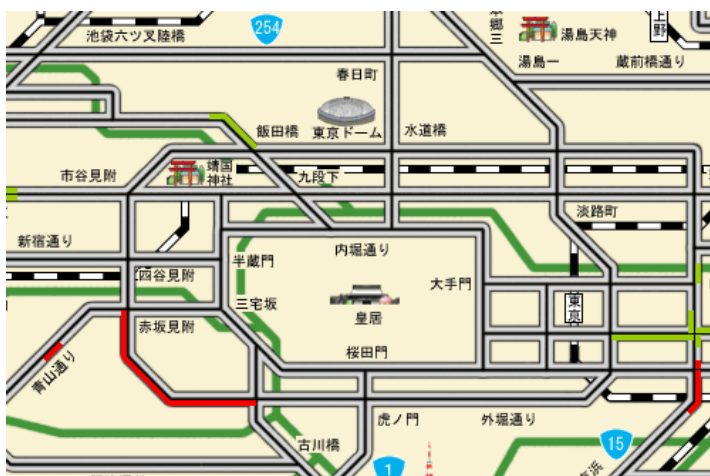 本郷三
上野
254
池袋六ツ叉陸橋
湯島天神
湯島一
蔵前橋通り
春日町
飯田橋
東京ドーム
水道橋
市谷見附
靖国
神社
九段下
淡路町
新宿通り
内堀通り
半蔵門
四谷見附
大手門
三宅坂
東京
皇居
赤坂見附
桜田門
青山通り
虎ノ門
外堀通り
古川橋
15
1